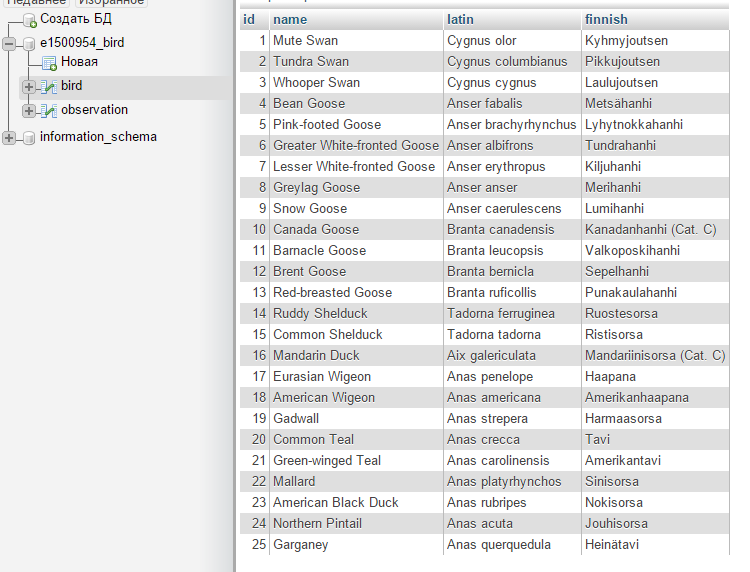 Недавнее Избранное
Создать БД
e1500954_bird
Новая
bird
observation
information_schema
id name latin finnish
1 Mute Swan Cygnus olor Kyhmyjoutsen
2 Tundra Swan Cygnus columbianus Pikkujoutsen
3 Whooper Swan Cygnus cygnus Laulujoutsen
4 Bean Goose Anser fabalis Metsähanhi
5 Pink-footed Goose Anser brachyrhynchus Lyhytnokkahanhi
6 Greater White-fronted Goose Anser albifrons Tundrahanhi
7 Lesser White-fronted Goose Anser erythropus Kiljuhanhi
8 Greylag Goose Anser anser Merihanhi
9 Snow Goose Anser caerulescens Lumihanhi
10 Canada Goose Branta canadensis Kanadanhanhi (Cat. C)
11 Barnacle Goose Branta leucopsis Valkoposkihanhi
12 Brent Goose Branta bernicla Sepelhanhi
13 Red-breasted Goose Branta ruficollis Punakaulahanhi
14 Ruddy Shelduck Tadorna ferruginea Ruostesorsa
15 Common Shelduck Tadorna tadorna Ristisorsa
16 Mandarin Duck Aix galericulata Mandariinisorsa (Cat. C)
17 Eurasian Wigeon Anas penelope Haapana
18 American Wigeon Anas americana Amerikanhaapana
19 Gadwall Anas strepera Harmaasorsa
20 Common Teal Anas crecca Tavi
21 Green-winged Teal Anas carolinensis Amerikantavi
22 Mallard Anas platyrhynchos Sinisorsa
23 American Black Duck Anas rubripes Nokisorsa
24 Northern Pintail Anas acuta Jouhisorsa
25 Garganey Anas querquedula Heinätavi